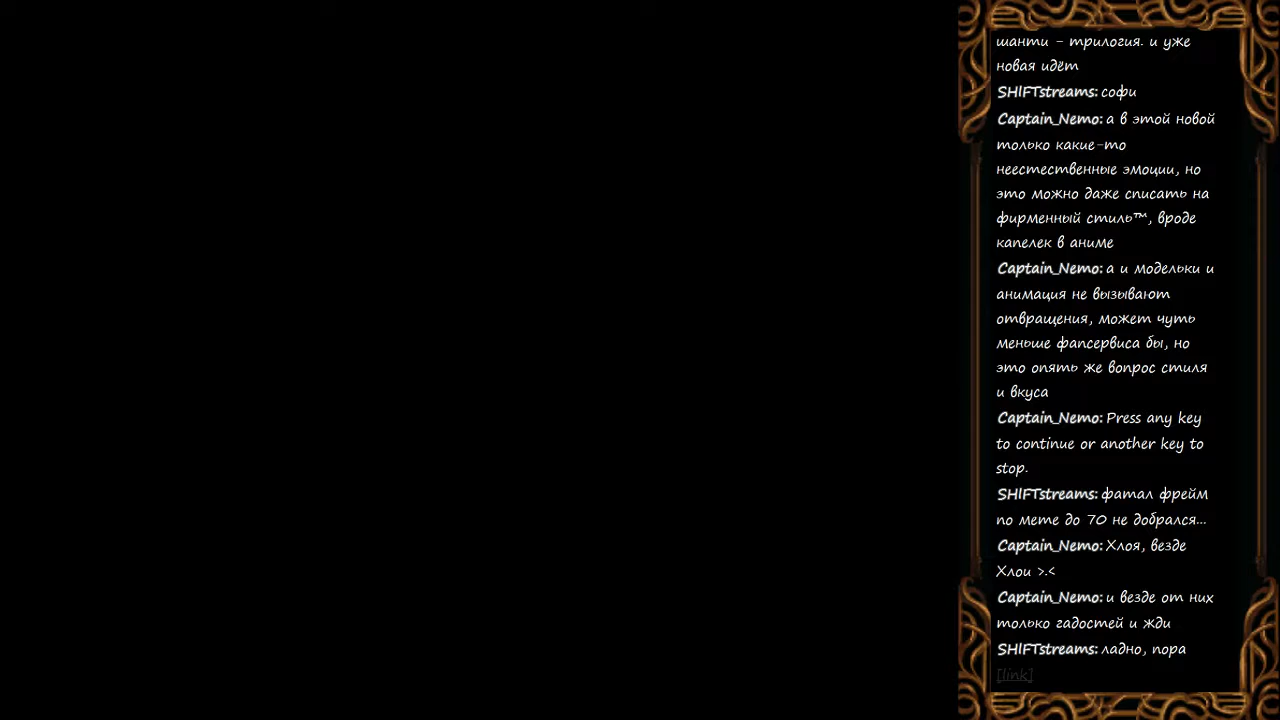 шанти - трилогия. и уже
новая идёт
SHIFTstreams: софи
Captain_Nemo: а в этой новой
только какие-то
неестественные эмоции, но
это можно даже списать на
фирменный стиль™, вроде
капелек в аниме
Captain_Nemo: а и модельки и
анимация не вызывают
отвращения, может чуть
меньше фапсервиса бы, но
это опять же вопрос стиля
и вкуса
Captain_Nemo: Press any key
to continue or another key to
stop.
SHIFTstreams: фатал фрейм
по мете до 70 не добрался...
Captain_Nemo: Хлоя, везде
Хлои >.<
Captain_Nemo: и везде от них
только гадостей и жди
SHIFTstreams: ладно, пора
[link]